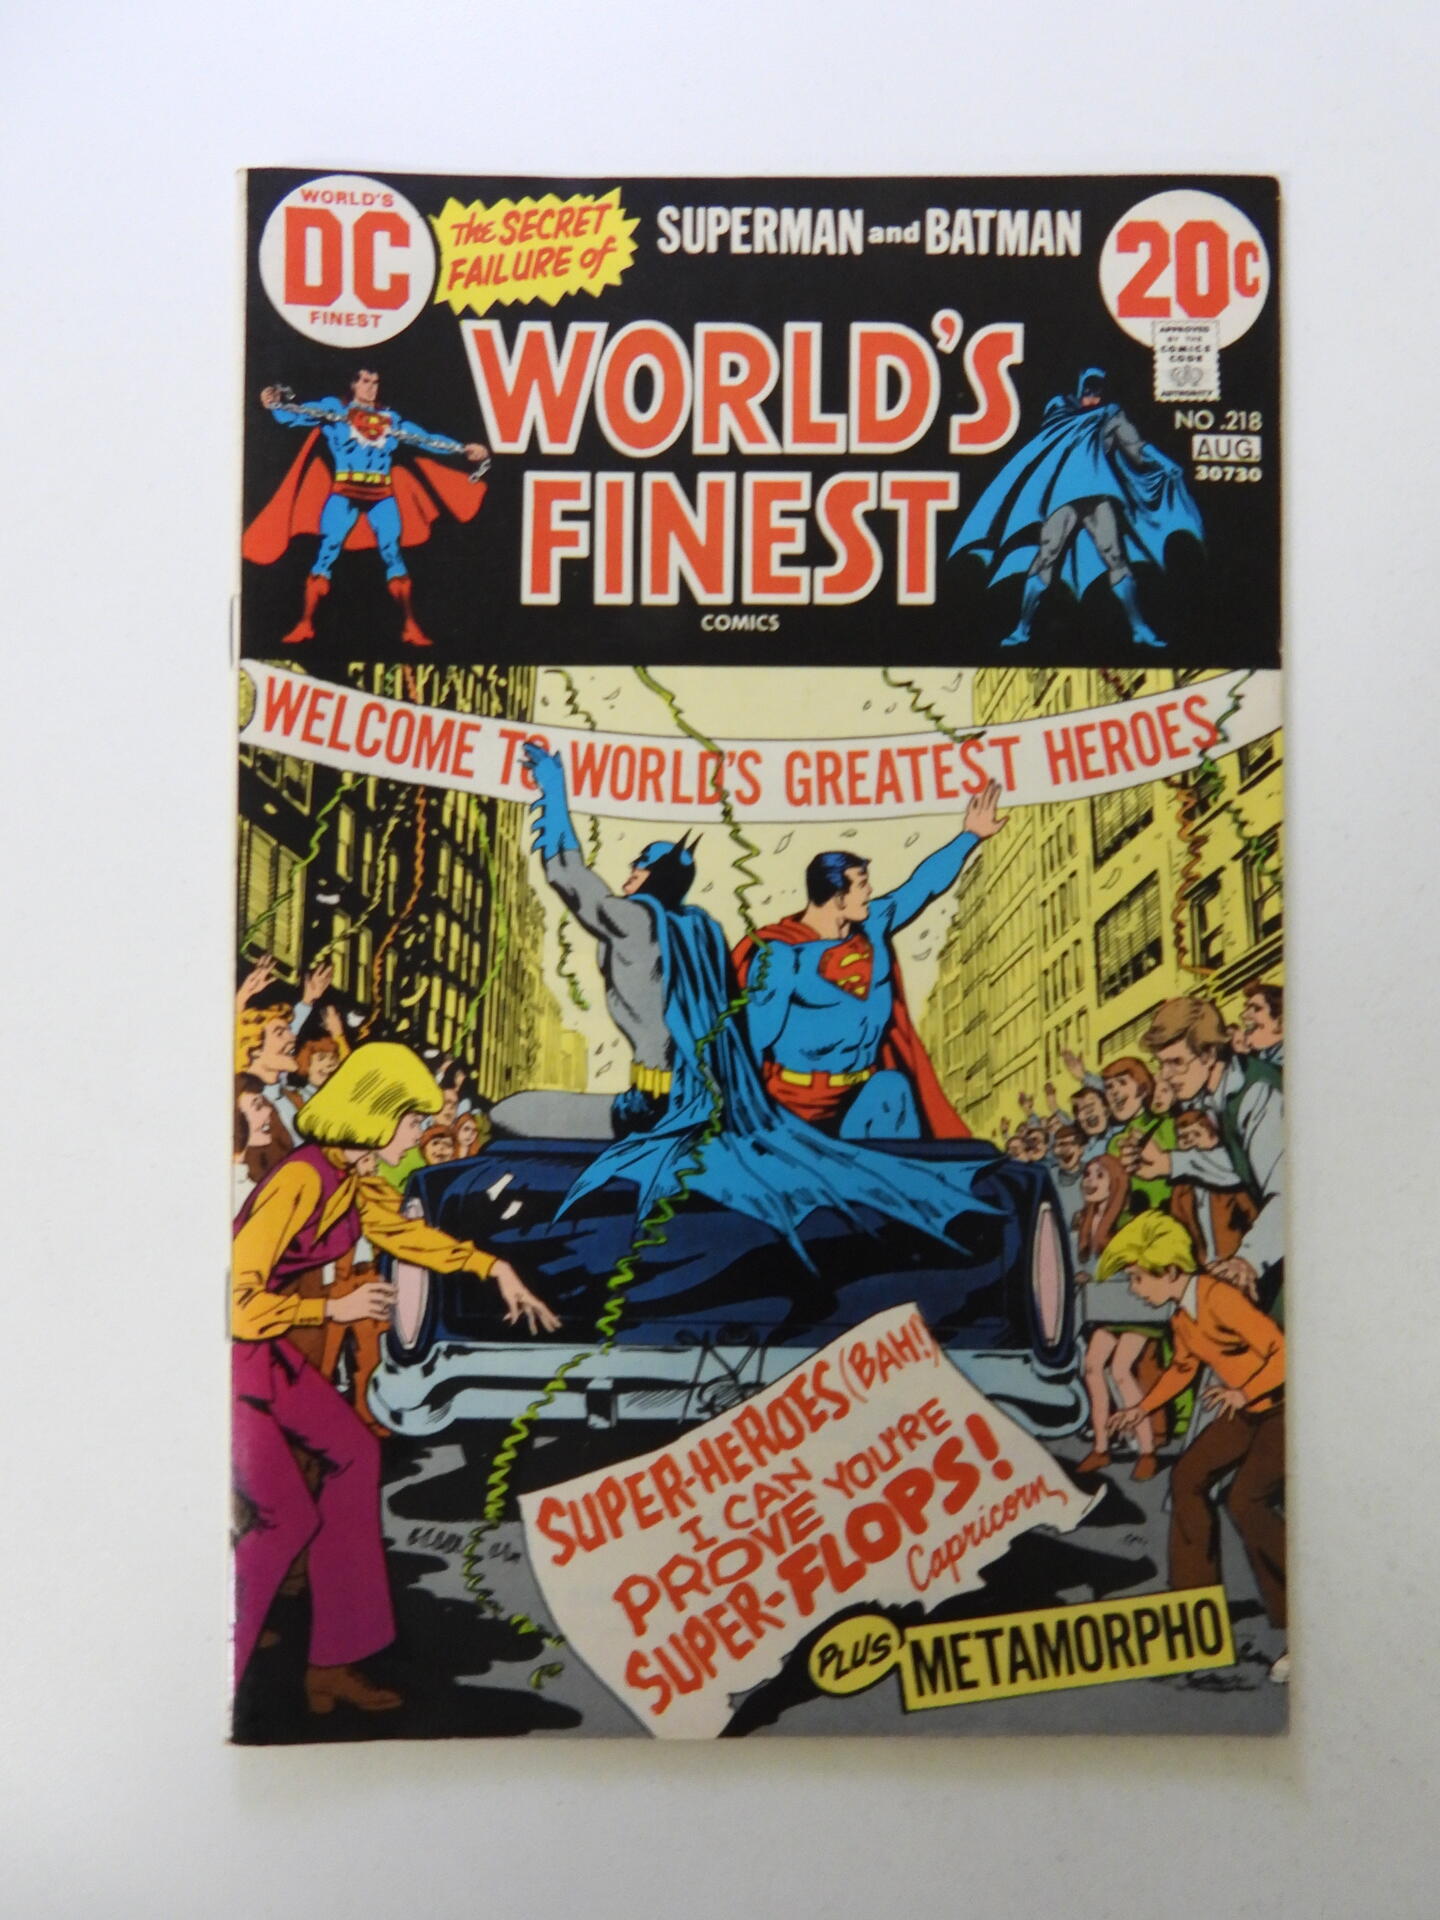 WORLD'S
DC
FINEST
THE SECRET
FAILURE of
SUPERMAN and BATMAN
20c
APPROVED
BY THE
COMICS
CODE
AUTHORITY
NO. 218
AUG.
30730
WORLD'S
FINEST
COMICS
WELCOME TO WORLD'S GREATEST HEROES
SUPER-HEROES (BAH!)
I CAN
PROVE YOU'RE
SUPER-FLOPS!
Capricorn
PLUS METAMORPHO